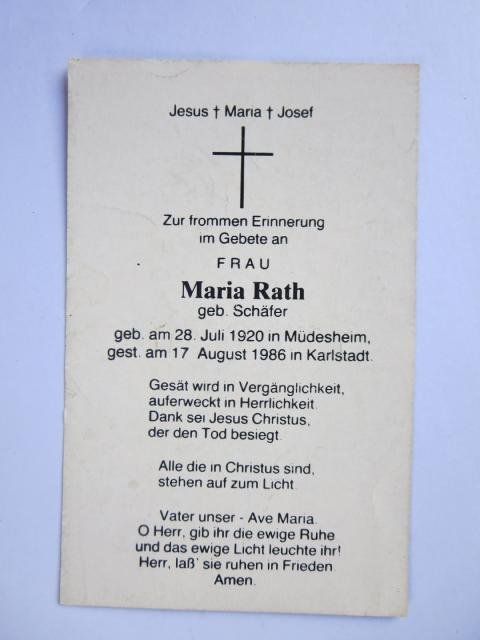 Jesus † Maria † Josef
Zur frommen Erinnerung
im Gebete an
FRAU
Maria Rath
geb. Schäfer
geb. am 28. Juli 1920 in Müdesheim,
gest. am 17 August 1986 in Karlstadt.
Gesät wird in Vergänglichkeit,
auferweckt in Herrlichkeit.
Dank sei Jesus Christus,
der den Tod besiegt.
Alle die in Christus sind,
stehen auf zum Licht.
Vater unser - Ave Maria.
O Herr, gib ihr die ewige Ruhe
und das ewige Licht leuchte ihr!
Herr, laß' sie ruhen in Frieden.
Amen.